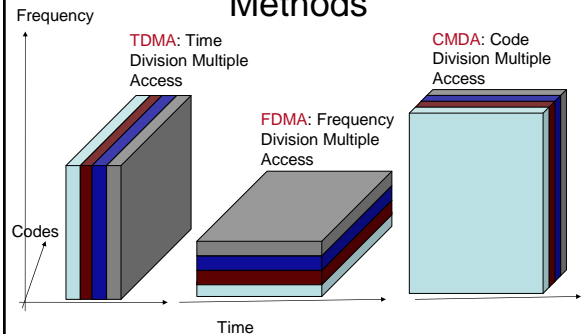 Methods
Frequency
TDMA: Time
Division Multiple
Access
FDMA: Frequency
Division Multiple
Access
CMDA: Code
Division Multiple
Access
Codes
Time